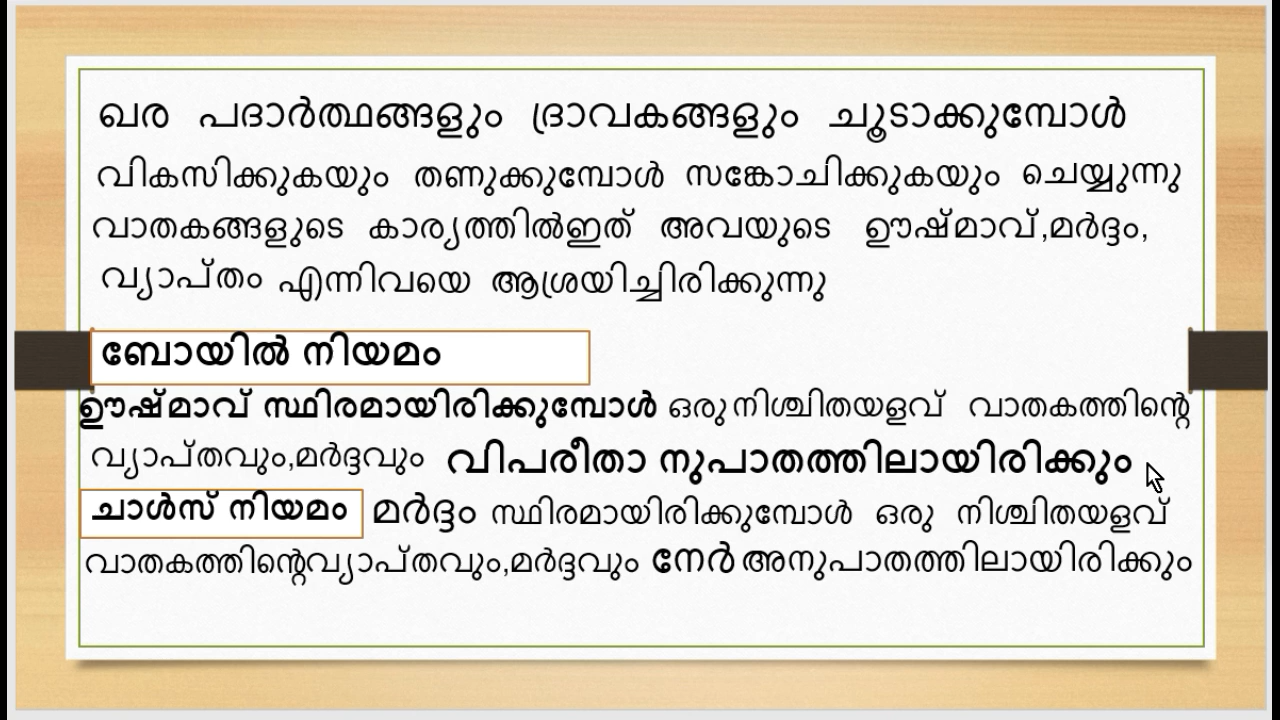 ഖര പദാർത്ഥങ്ങളും ദ്രാവകങ്ങളും ചൂടാക്കുമ്പോൾ
വികസിക്കുകയും തണുക്കുമ്പോൾ സങ്കോചിക്കുകയും ചെയ്യുന്നു
വാതകങ്ങളുടെ കാര്യത്തിൽഇത് അവയുടെ ഊഷ്മാവ്,മർദ്ദം,
വ്യാപ്തം എന്നിവയെ ആശ്രയിച്ചിരിക്കുന്നു
ബോയിൽ നിയമം
ഊഷ്മാവ് സ്ഥിരമായിരിക്കുമ്പോൾ ഒരു നിശ്ചിതയളവ് വാതകത്തിന്റെ
വ്യാപ്തവും,മർദ്ദവും വിപരീതാ നുപാതത്തിലായിരിക്കും
ചാൾസ് നിയമം മർദ്ദം സ്ഥിരമായിരിക്കുമ്പോൾ ഒരു നിശ്ചിതയളവ്
വാതകത്തിന്റെവ്യാപ്തവും,മർദ്ദവും നേർ അനുപാതത്തിലായിരിക്കും